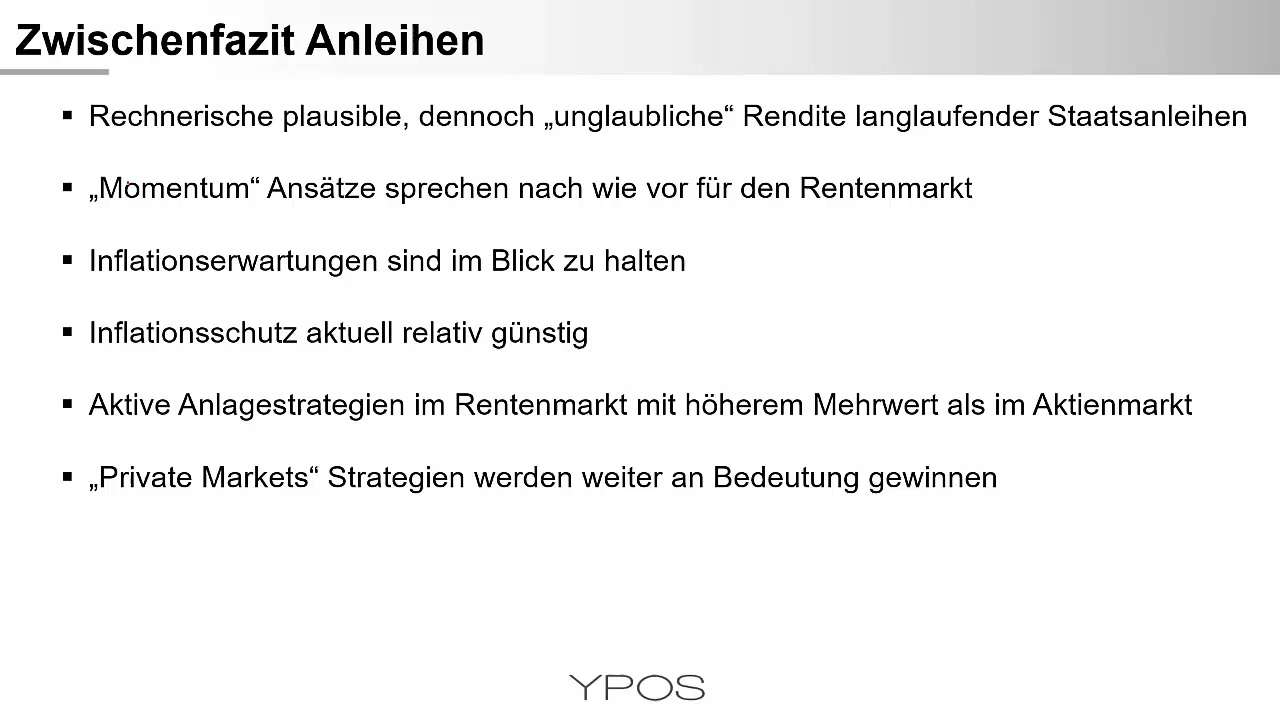 Zwischenfazit Anleihen
▪ Rechnerische plausible, dennoch „unglaubliche“ Rendite langlaufender Staatsanleihen
▪ „Momentum“ Ansätze sprechen nach wie vor für den Rentenmarkt
▪ Inflationserwartungen sind im Blick zu halten
▪ Inflationsschutz aktuell relativ günstig
▪ Aktive Anlagestrategien im Rentenmarkt mit höherem Mehrwert als im Aktienmarkt
▪ „Private Markets“ Strategien werden weiter an Bedeutung gewinnen
YPOS